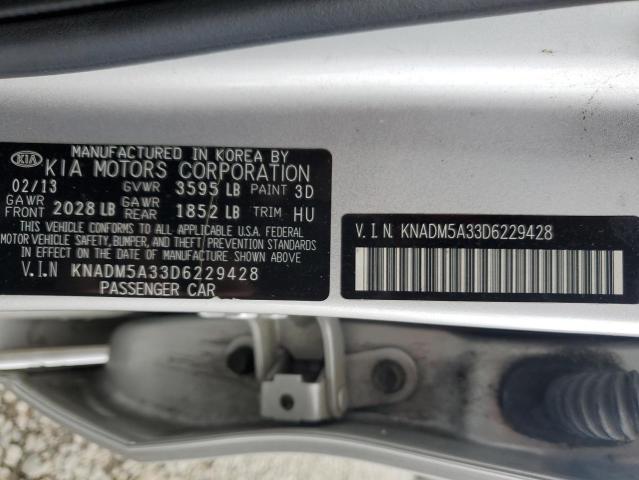 KIA
MANUFACTURED IN KOREA BY
KIA MOTORS CORPORATION
02/13 GVWR 3595 LB PAINT 3D
GAWR FRONT 2028 LB GAWR REAR 1852 LB TRIM HU
THIS VEHICLE CONFORMS TO ALL APPLICABLE U.S.A. FEDERAL
MOTOR VEHICLE SAFETY, BUMPER, AND THEFT PREVENTION
STANDARDS IN EFFECT ON THE DATE OF MANUFACTURE SHOWN ABOVE.
V.I.N KNADM5A33D6229428
PASSENGER CAR
V.I.N KNADM5A33D6229428